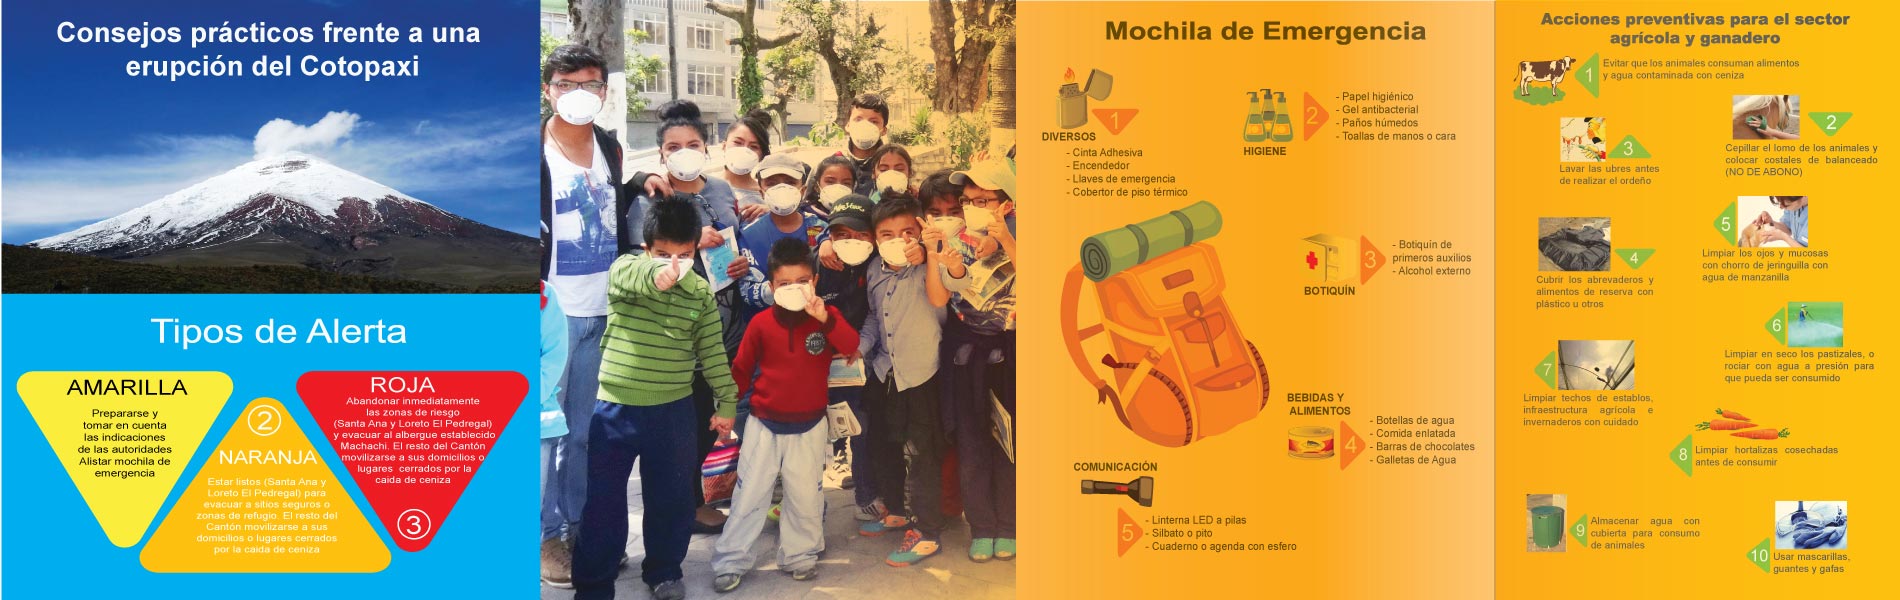 Consejos prácticos frente a una
erupción del Cotopaxi
Tipos de Alerta
AMARILLA
Prepararse y
tomar en cuenta
las indicaciones
de las autoridades
Alistar mochila de
emergencia
2
NARANJA
Estar listos (Santa Ana y
Loreto El Pedregal) para
evacuar a sitios seguros o
zonas de refugio. El resto del
Cantón movilizarse a sus
domicilios o lugares cerrados
por la caida de ceniza
ROJA
Abandonar inmediatamente
las zonas de riesgo
(Santa Ana y Loreto El Pedregal)
y evacuar al albergue establecido
Machachi. El resto del Cantón
movilizarse a sus domicilios o
lugares cerrados por la
caida de ceniza
3
Mochila de Emergencia
1
DIVERSOS
- Cinta Adhesiva
- Encendedor
- Llaves de emergencia
- Cobertor de piso térmico
2
HIGIENE
- Papel higiénico
- Gel antibacterial
- Paños húmedos
- Toallas de manos o cara
3
BOTIQUÍN
- Botiquín de
primeros auxilios
- Alcohol externo
BEBIDAS Y
ALIMENTOS
4
- Botellas de agua
- Comida enlatada
- Barras de chocolates
- Galletas de Agua
COMUNICACIÓN
5
- Linterna LED a pilas
- Silbato o pito
- Cuaderno o agenda con esfero
Acciones preventivas para el sector
agrícola y ganadero
1
Evitar que los animales consuman alimentos
y agua contaminada con ceniza
2
Cepillar el lomo de los animales y
colocar costales de balanceado
(NO DE ABONO)
3
Lavar las ubres antes
de realizar el ordeño
4
Cubrir los abrevaderos y
alimentos de reserva con
plástico u otros
5
Limpiar los ojos y mucosas
con chorro de jeringuilla con
agua de manzanilla
6
Limpiar en seco los pastizales, o
rociar con agua a presión para
que pueda ser consumido
7
Limpiar techos de establos,
infraestructura agrícola e
invernaderos con cuidado
8
Limpiar hortalizas cosechadas
antes de consumir
9
Almacenar agua con
cubierta para consumo
de animales
10
Usar mascarillas,
guantes y gafas